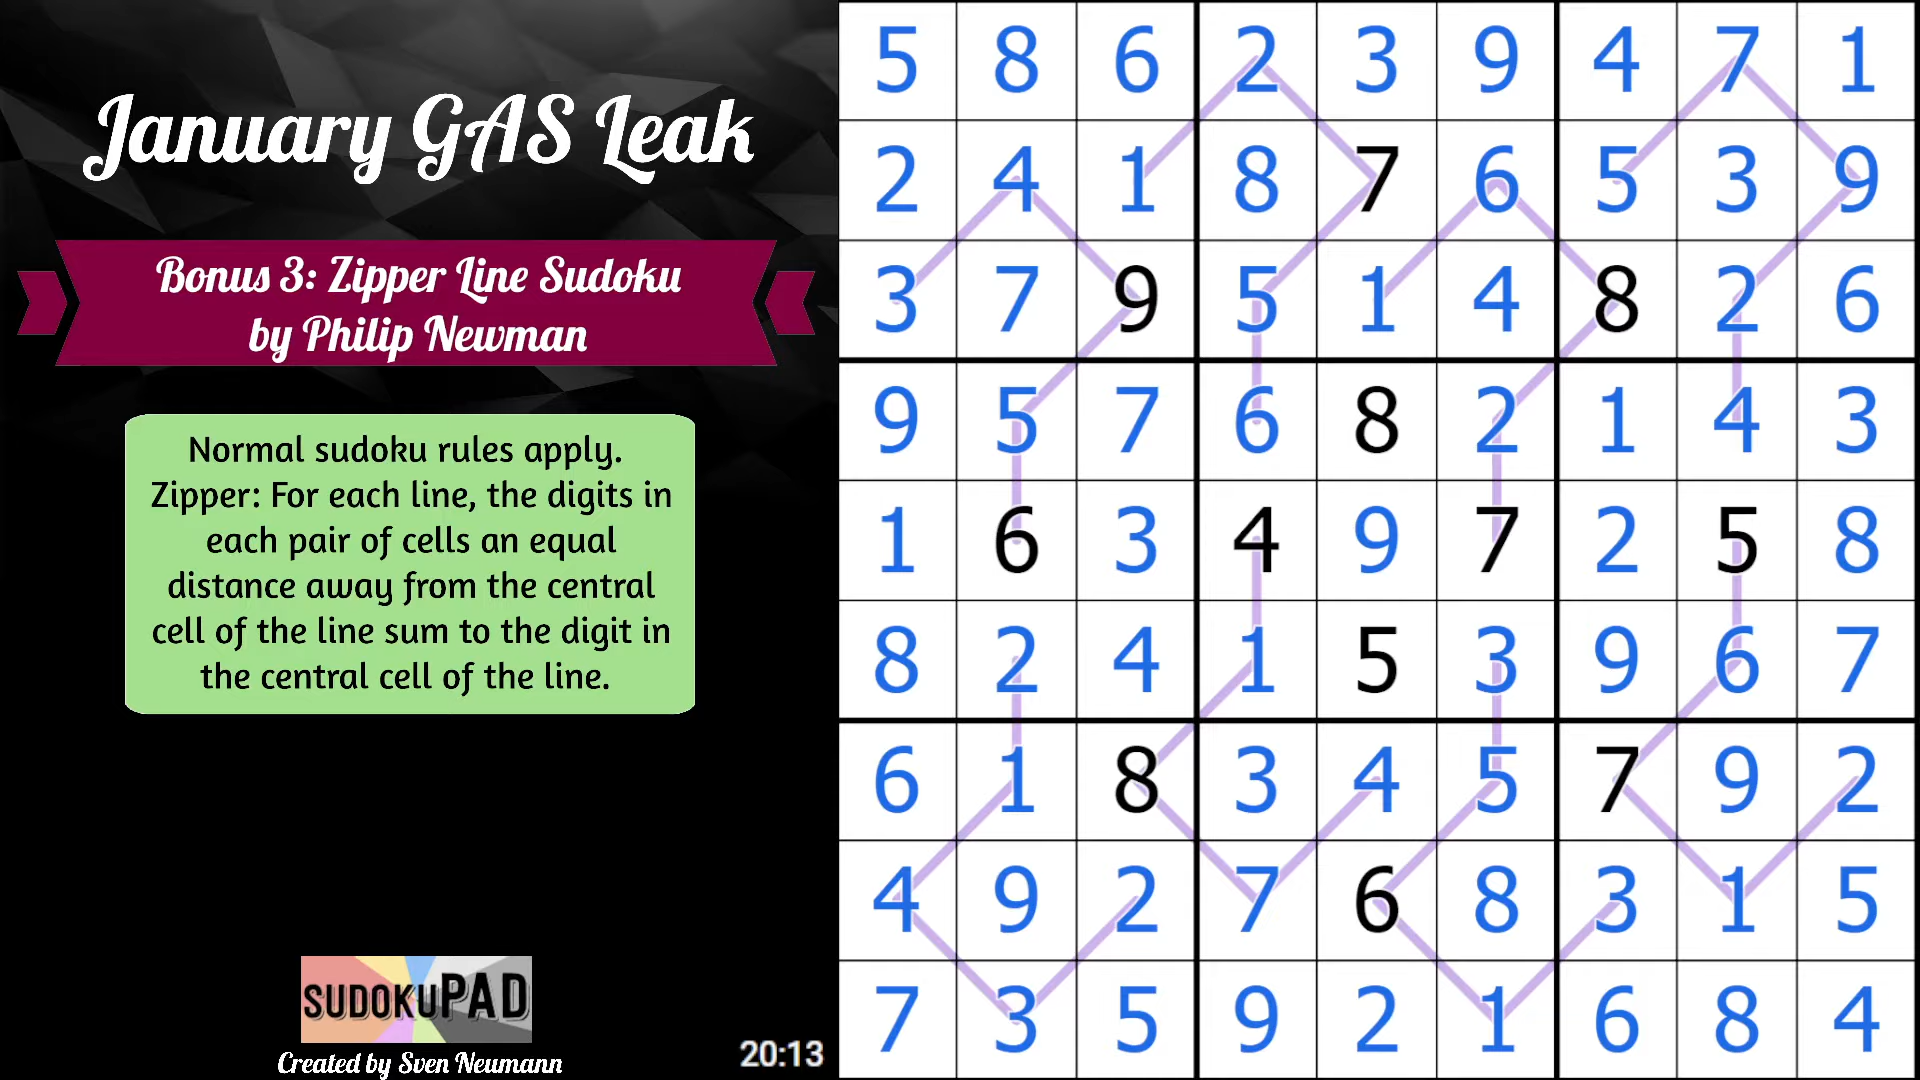 January GAS Leak
Bonus 3: Zipper Line Sudoku
by Philip Newman
Normal sudoku rules apply.
Zipper: For each line, the digits in
each pair of cells an equal
distance away from the central
cell of the line sum to the digit in
the central cell of the line.
SUDOKUPAD
Created by Sven Neumann
20:13
5 8 6 2 3 9 4 7 1
2 4 1 8 7 6 5 3 9
3 7 9 5 1 4 8 2 6
9 5 7 6 8 2 1 4 3
1 6 3 4 9 7 2 5 8
8 2 4 1 5 3 9 6 7
6 1 8 3 4 5 7 9 2
4 9 2 7 6 8 3 1 5
7 3 5 9 2 1 6 8 4